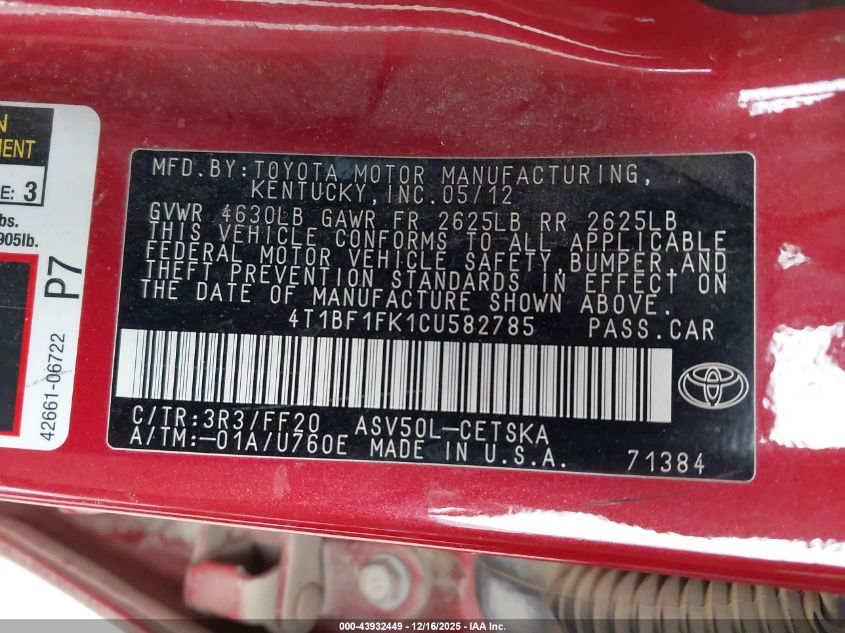 MFD.BY:TOYOTA MOTOR MANUFACTURING,
KENTUCKY,INC.05/12
GVWR 4630LB GAWR FR 2625LB RR 2625LB
THIS VEHICLE CONFORMS TO ALL APPLICABLE
FEDERAL MOTOR VEHICLE SAFETY,BUMPER,AND
THEFT PREVENTION STANDARDS IN EFFECT ON
THE DATE OF MANUFACTURE SHOWN ABOVE.
4T1BF1FK1CU582785 PASS.CAR
C/TR:3R3/FF20 ASV50L-CETSKA
A/TM:-01A/U760E MADE IN U.S.A. 71384
N
MENT
E: 3
bs.
905lb.
P7
42661-06722
000-43932449 - 12/16/2025 - IAA Inc.